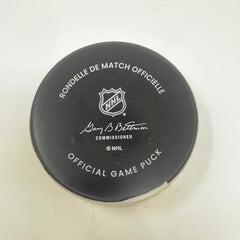 RONDELLE DE MATCH OFFICIELLE
NHL
Gary B Bettman
COMMISSIONER
© NHL
OFFICIAL GAME PUCK